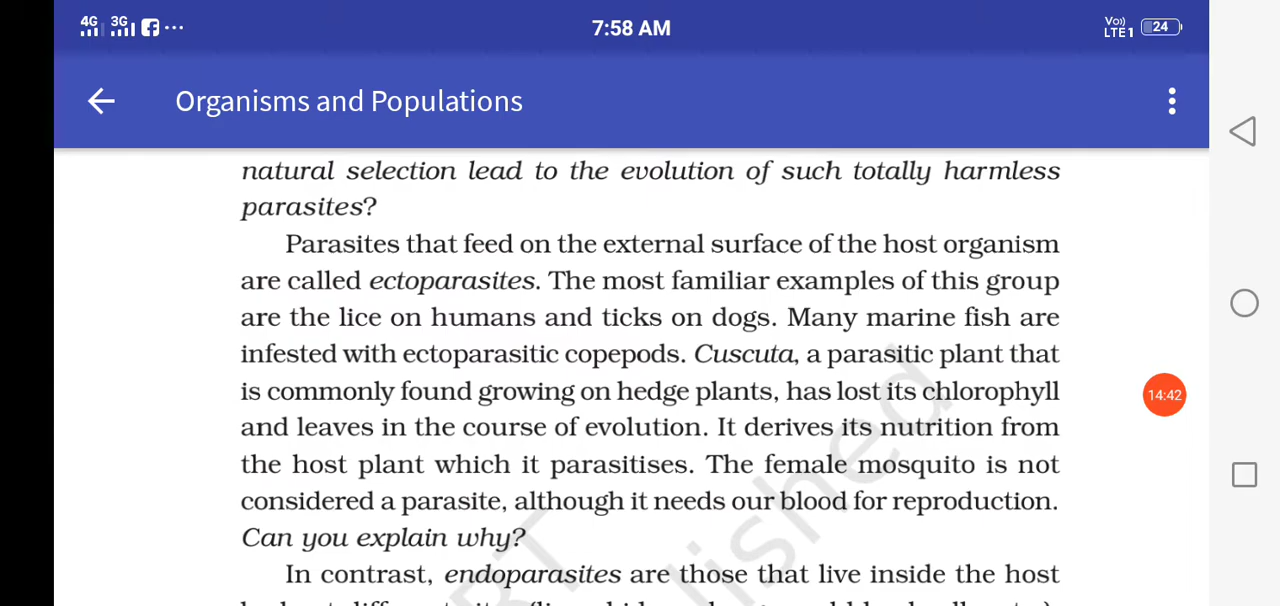 4G 3G ... 7:58 AM Vo)) LTE1 24
Organisms and Populations
natural selection lead to the evolution of such totally harmless
parasites?
Parasites that feed on the external surface of the host organism
are called ectoparasites. The most familiar examples of this group
are the lice on humans and ticks on dogs. Many marine fish are
infested with ectoparasitic copepods. Cuscuta, a parasitic plant that
is commonly found growing on hedge plants, has lost its chlorophyll
14:42
and leaves in the course of evolution. It derives its nutrition from
the host plant which it parasitises. The female mosquito is not
considered a parasite, although it needs our blood for reproduction.
Can you explain why?
In contrast, endoparasites are those that live inside the host